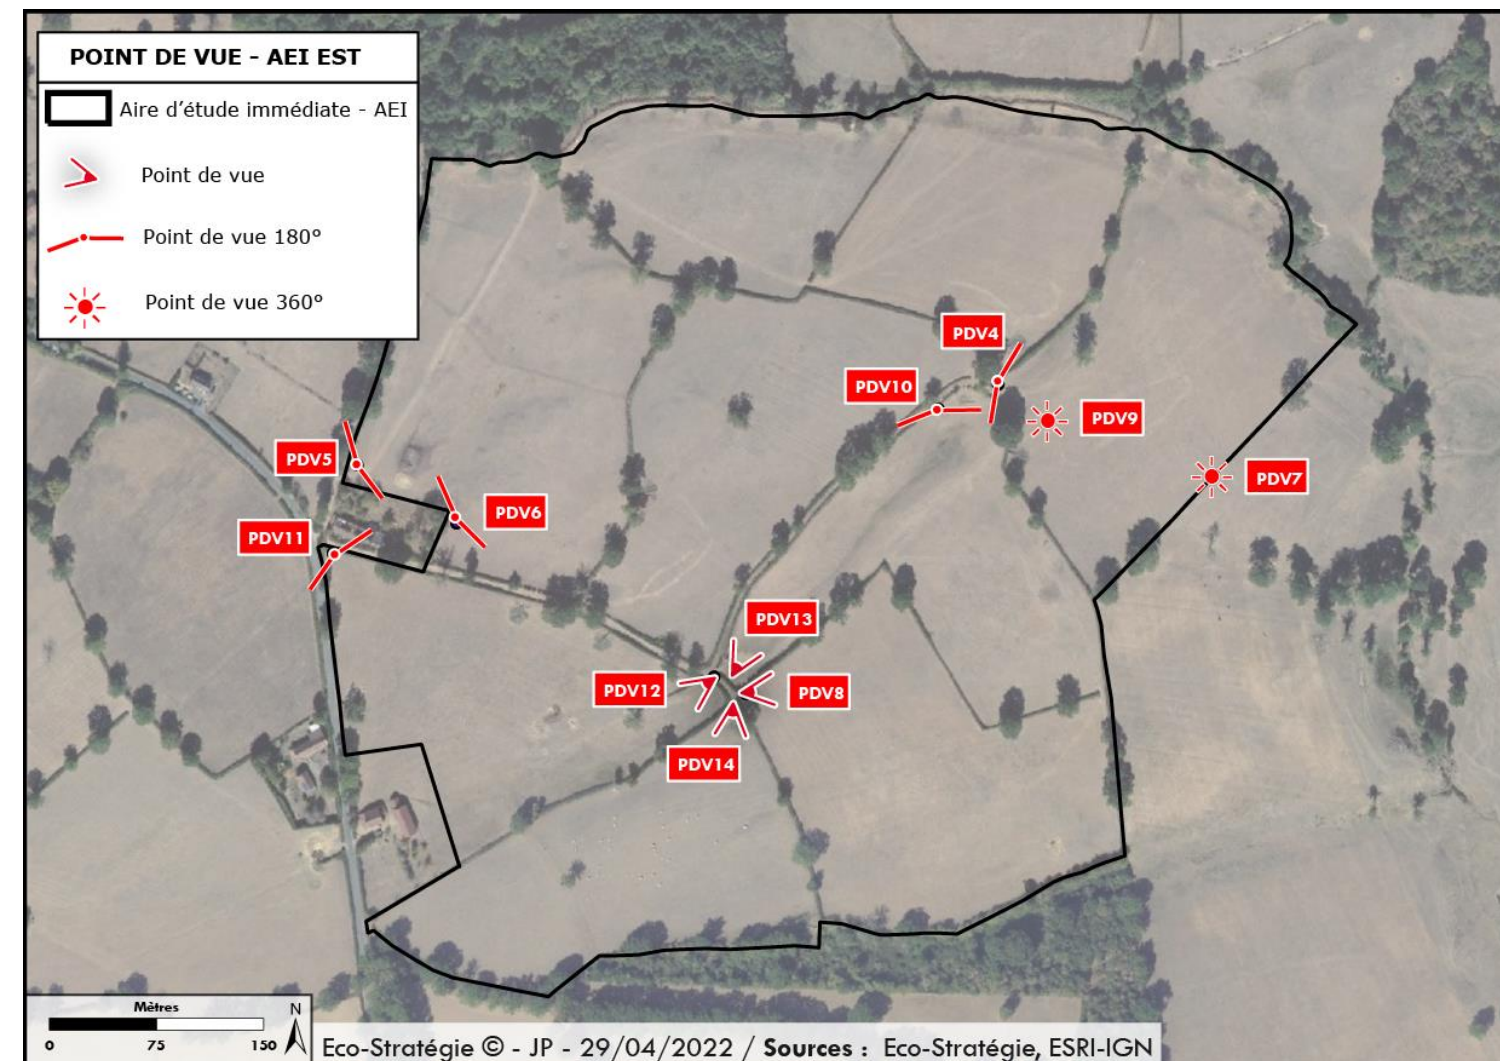 POINT DE VUE - AEI EST
Aire d'étude immédiate - AEI
Point de vue
Point de vue 180°
Point de vue 360°
PDV4
PDV10
PDV9
PDV5
PDV7
PDV6
PDV11
PDV13
PDV12
PDV8
PDV14
Mètres
N
0 75 150
Eco-Stratégie © - JP - 29/04/2022 / Sources : Eco-Stratégie, ESRI-IGN